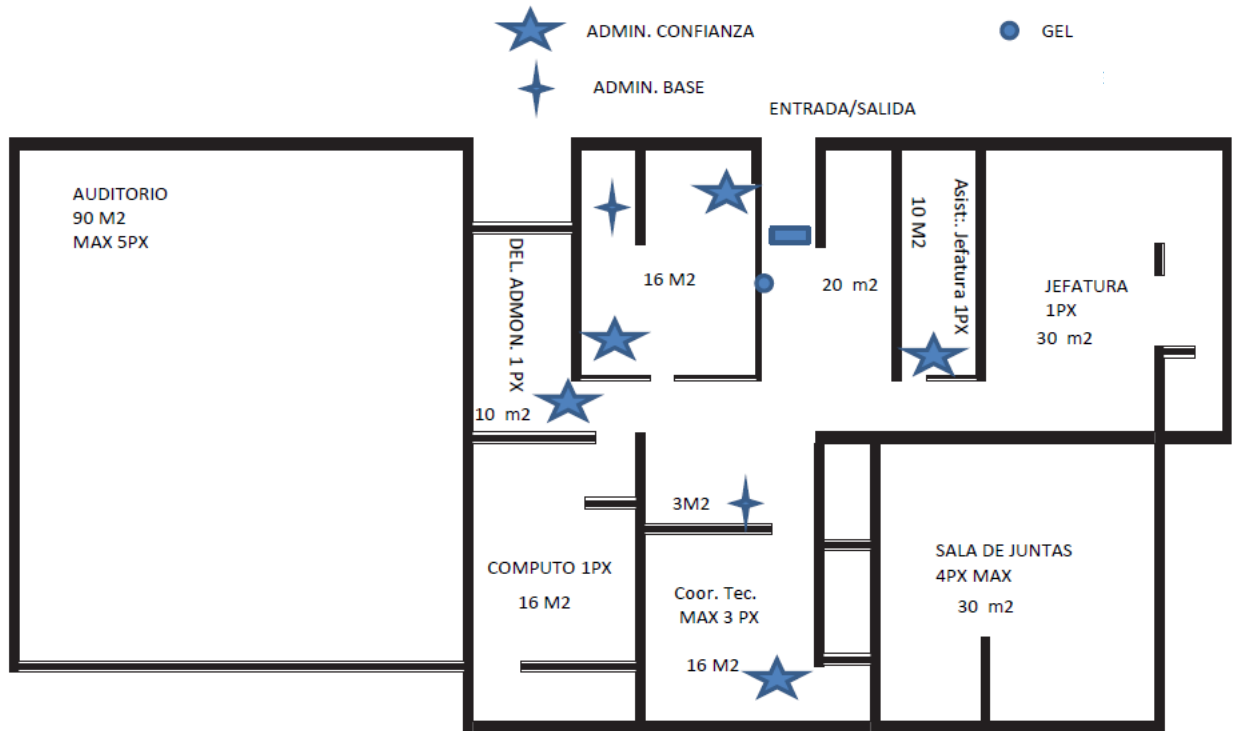 ADMIN. CONFIANZA
GEL
ADMIN. BASE
ENTRADA/SALIDA
AUDITORIO
90 M2
MAX 5PX
DEL. ADMON. 1 PX
10 m2
16 M2
20 m2
Asist:. Jefatura 1PX
10 M2
JEFATURA
1PX
30 m2
3M2
COMPUTO 1PX
16 M2
Coor. Tec.
MAX 3 PX
16 M2
SALA DE JUNTAS
4PX MAX
30 m2